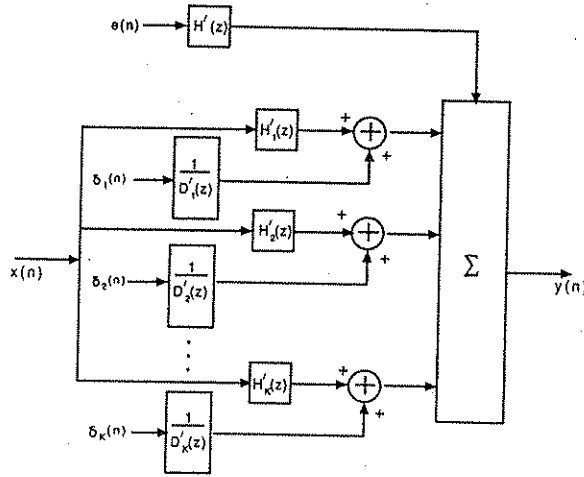 e(n) H'(z)
+ H'₁(z) +
δ₁(n) 1/D'₁(z) +
+ H'₂(z) +
x(n) δ₂(n) 1/D'₂(z) + Σ y(n)
+ H'ₖ(z) +
δₖ(n) 1/D'ₖ(z) +